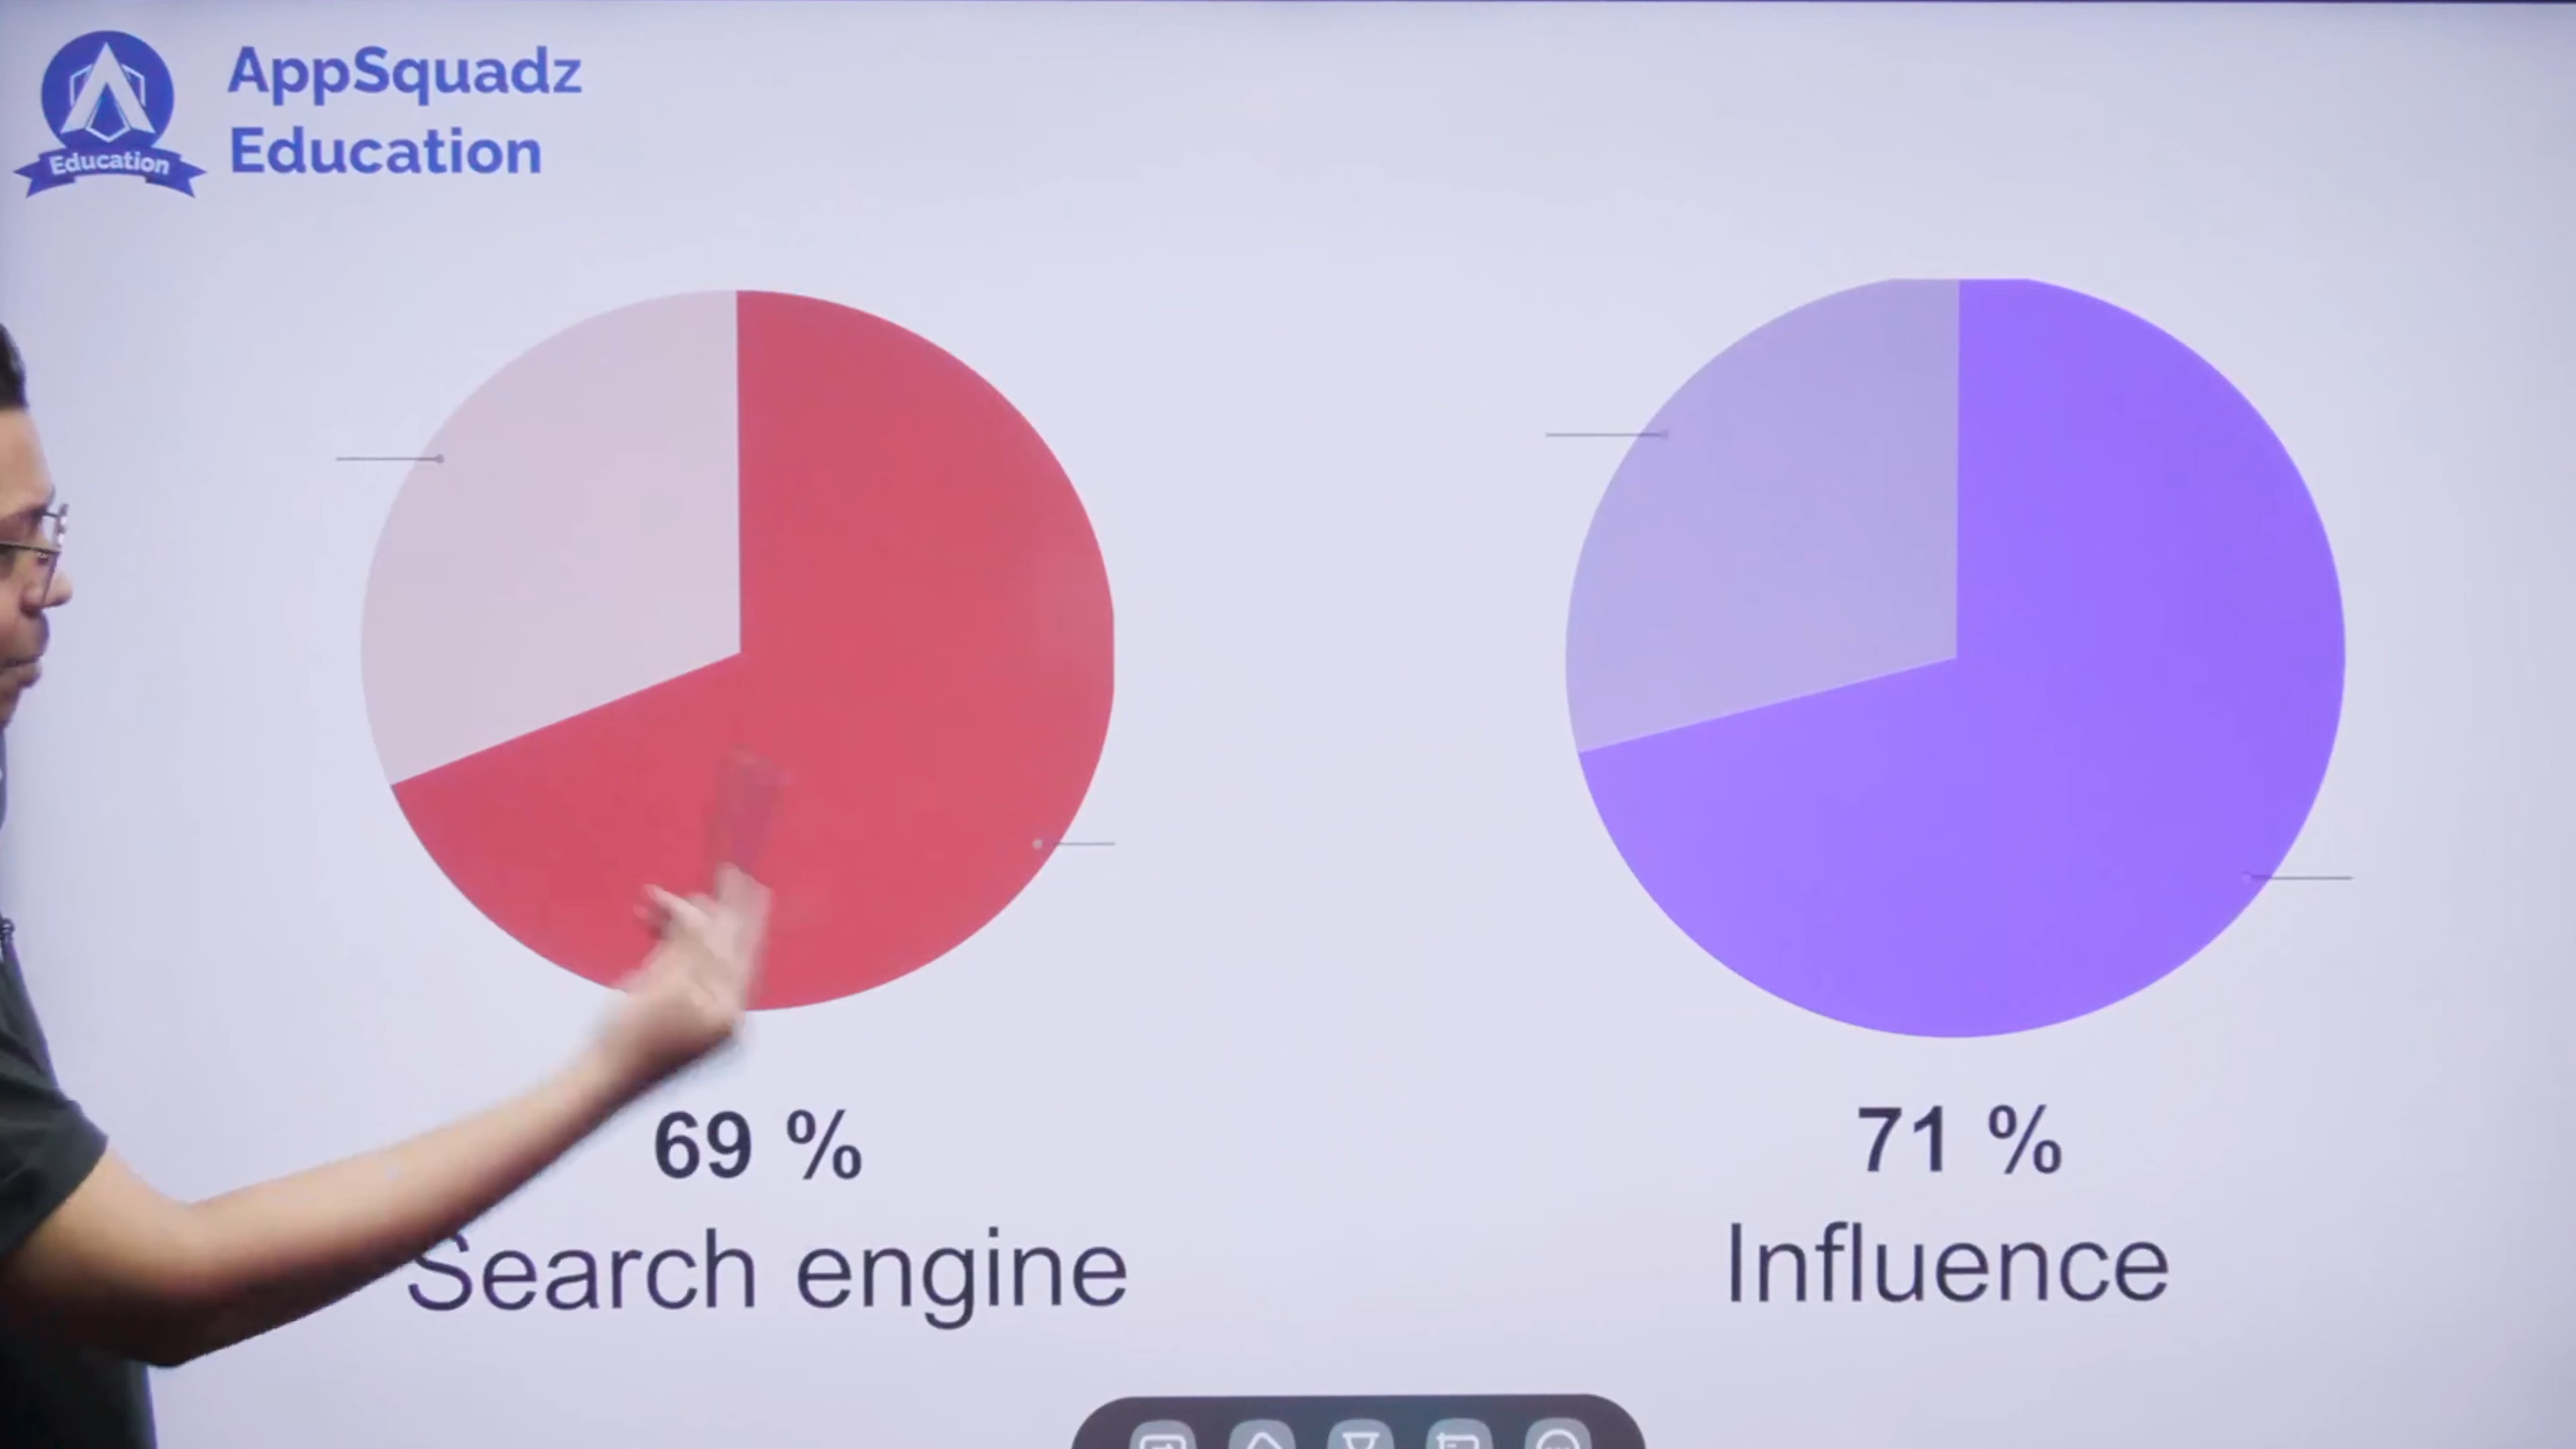 AppSquadz
Education
Education
69 %
Search engine
71 %
Influence